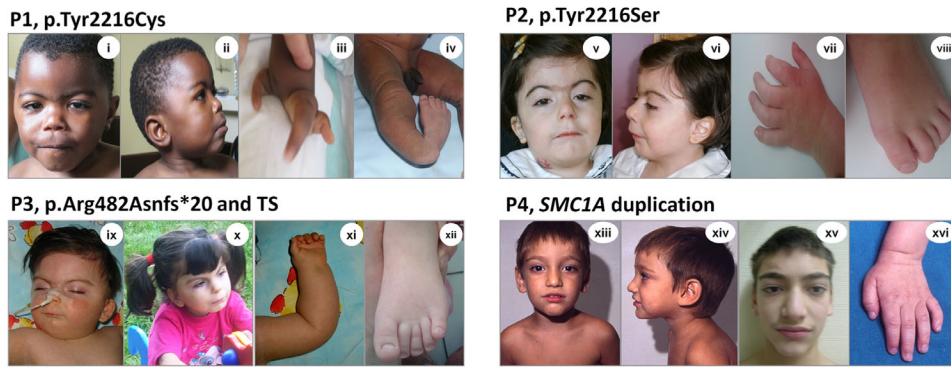 P1, p.Tyr2216Cys
i
ii
iii
iv
P2, p.Tyr2216Ser
v
vi
vii
viii
P3, p.Arg482Asnfs*20 and TS
ix
x
xi
xii
P4, SMC1A duplication
xiii
xiv
xv
xvi